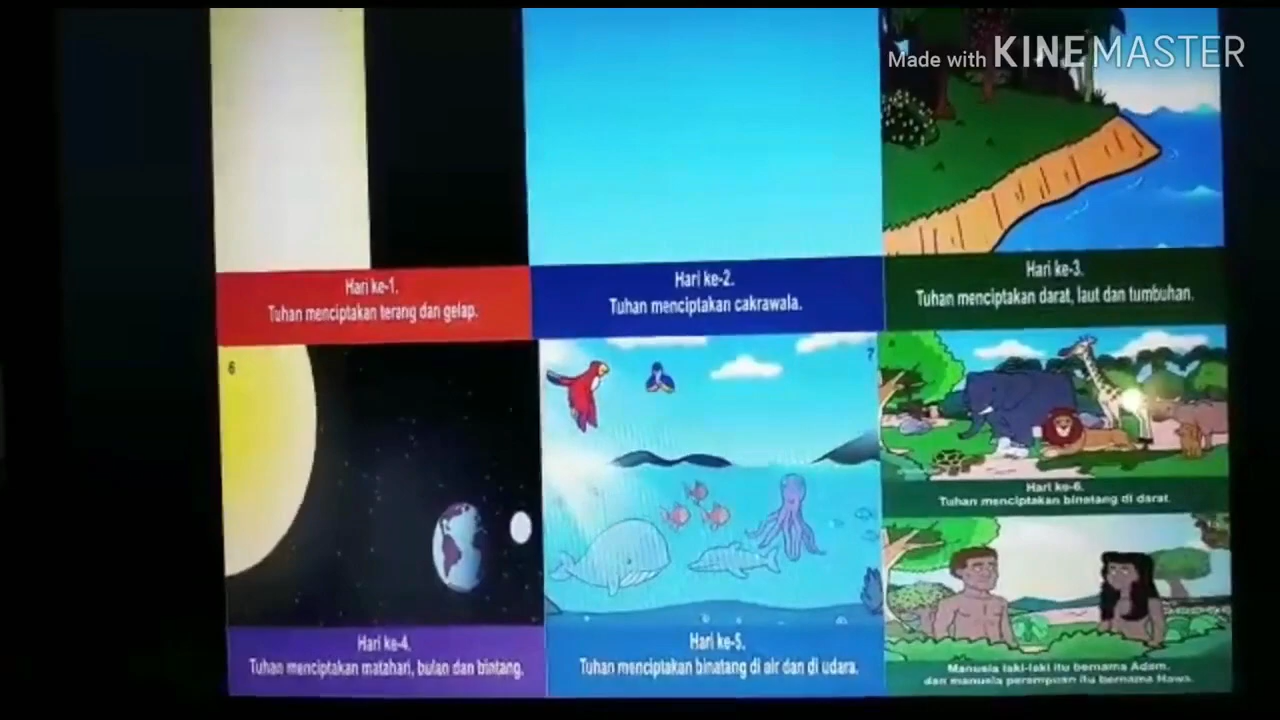 Made with KINEMASTER
Hari ke-1.
Tuhan menciptakan terang dan gelap.
Hari ke-2.
Tuhan menciptakan cakrawala.
Hari ke-3.
Tuhan menciptakan darat, laut dan tumbuhan.
6
Hari ke-4.
Tuhan menciptakan matahari, bulan dan bintang.
7
Hari ke-5.
Tuhan menciptakan binatang di air dan di udara.
Hari ke-6.
Tuhan menciptakan binatang di darat.
Manusia laki-laki itu bernama Adam.
dan manusia perempuan itu bernama Hawa.